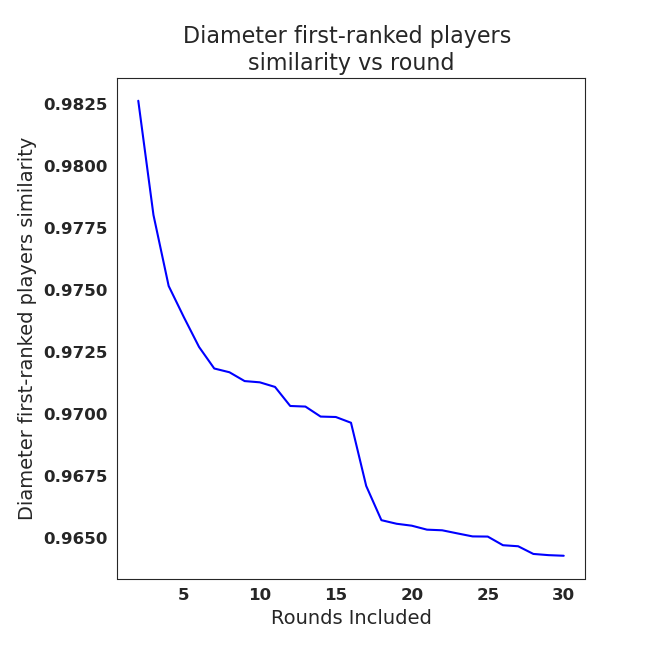 Diameter first-ranked players
similarity vs round
Diameter first-ranked players similarity
0.9825
0.9800
0.9775
0.9750
0.9725
0.9700
0.9675
0.9650
5 10 15 20 25 30
Rounds Included